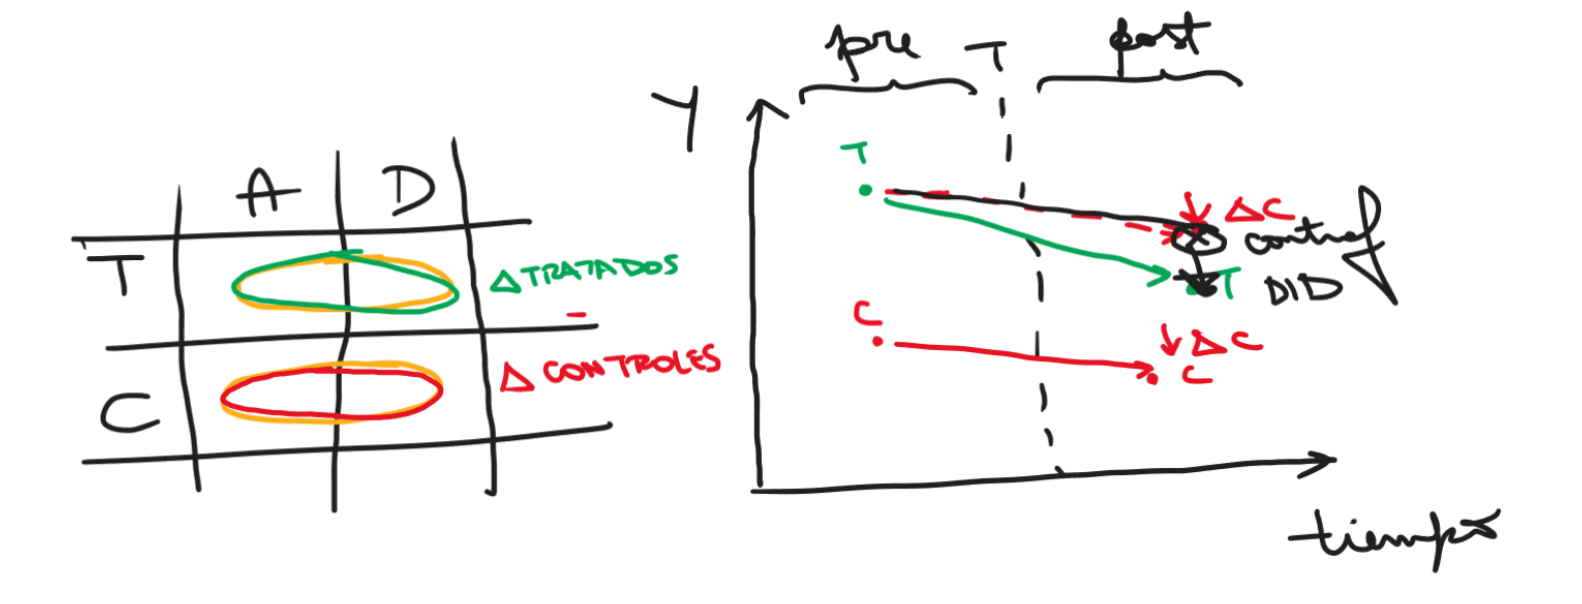 A D
T
Δ TRATADOS
-
C
Δ CONTROLES
pre T post
Y
T
ΔC
contraf
T DID
C
ΔC
C
tiempo